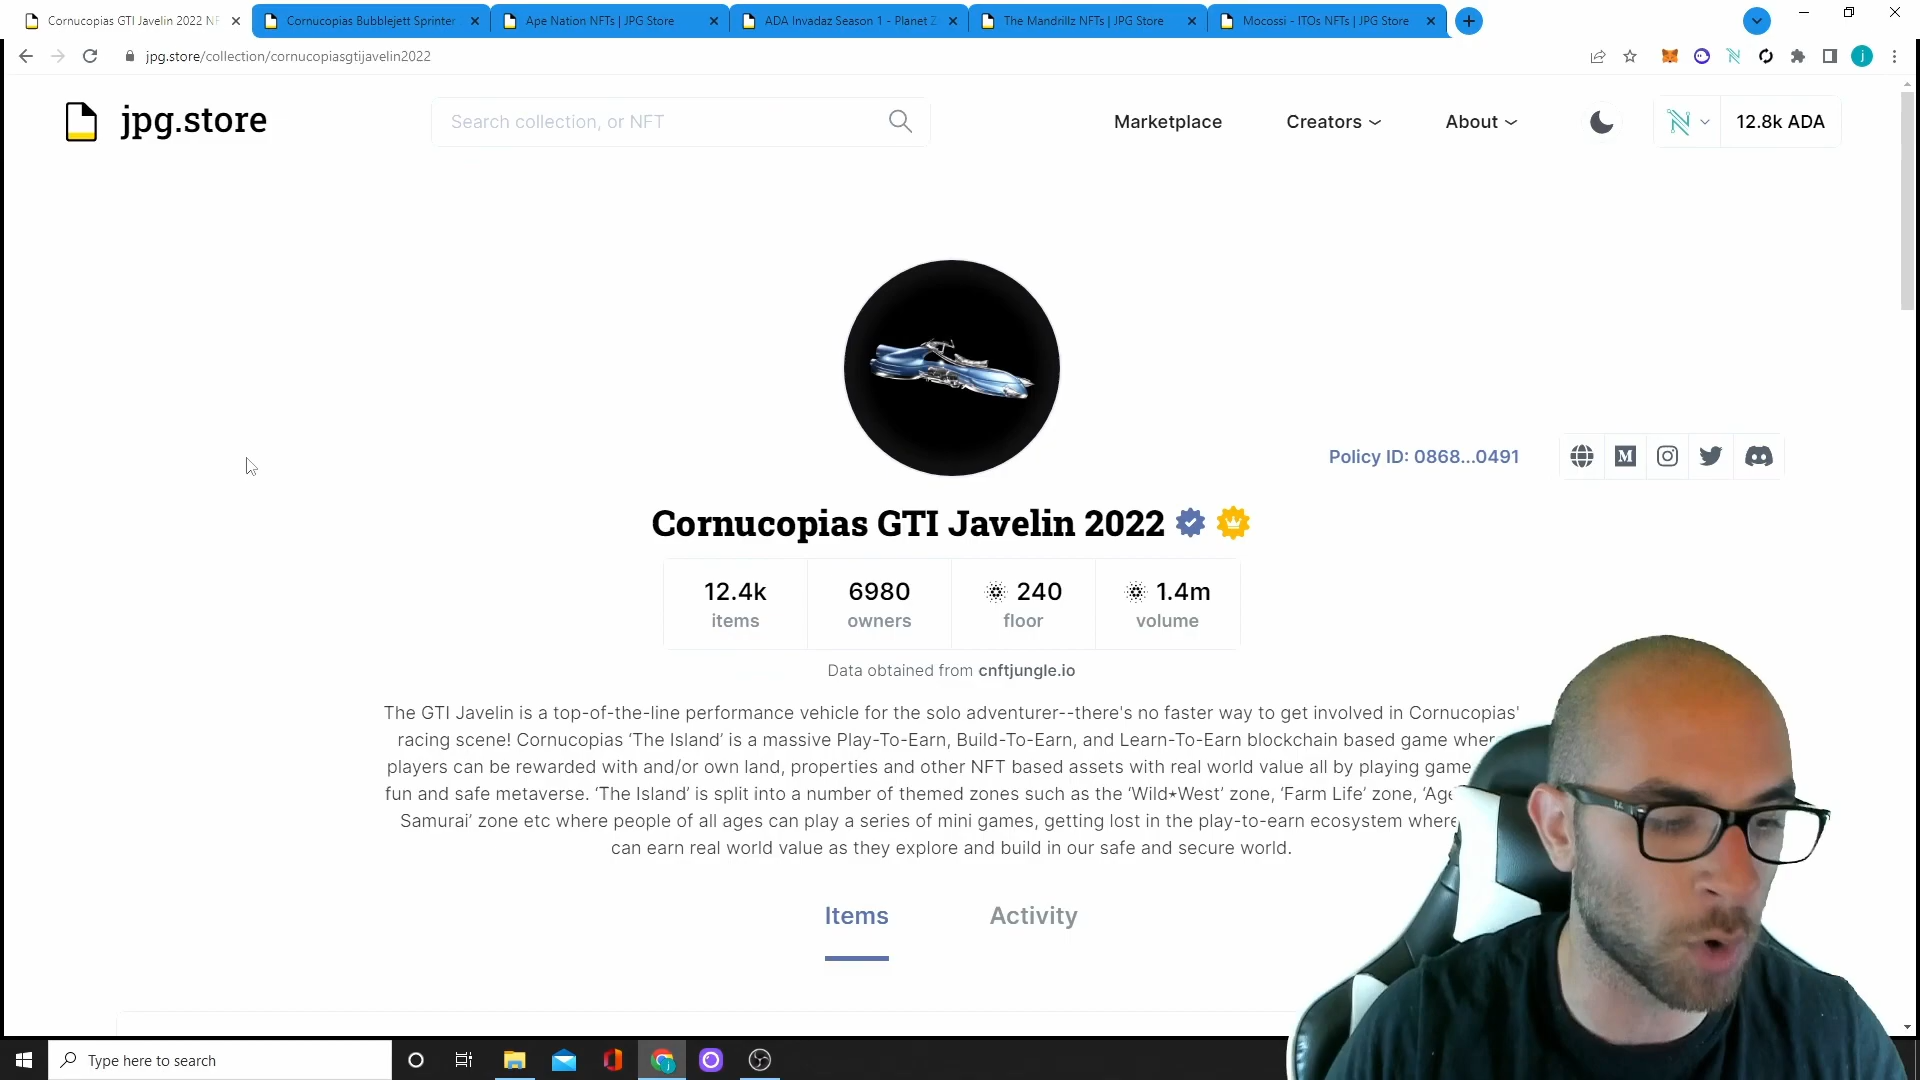 Cornucopias GTI Javelin 2022 NF
Cornucopias Bubblejett Sprinter
Ape Nation NFTs | JPG Store
ADA Invadaz Season 1 - Planet Z
The Mandrillz NFTs | JPG Store
Mocossi - ITOs NFTs | JPG Store
jpg.store/collection/cornucopiasgtijavelin2022
j
jpg.store
Search collection, or NFT
Marketplace
Creators
About
12.8k ADA
Policy ID: 0868...0491
Cornucopias GTI Javelin 2022
12.4k
items
6980
owners
240
floor
1.4m
volume
Data obtained from cnftjungle.io
The GTI Javelin is a top-of-the-line performance vehicle for the solo adventurer--there's no faster way to get involved in Cornucopias'
racing scene! Cornucopias ‘The Island’ is a massive Play-To-Earn, Build-To-Earn, and Learn-To-Earn blockchain based game wher
players can be rewarded with and/or own land, properties and other NFT based assets with real world value all by playing game
fun and safe metaverse. ‘The Island’ is split into a number of themed zones such as the ‘Wild⋆West’ zone, ‘Farm Life’ zone, ‘Age
Samurai’ zone etc where people of all ages can play a series of mini games, getting lost in the play-to-earn ecosystem where
can earn real world value as they explore and build in our safe and secure world.
Items
Activity
Type here to search